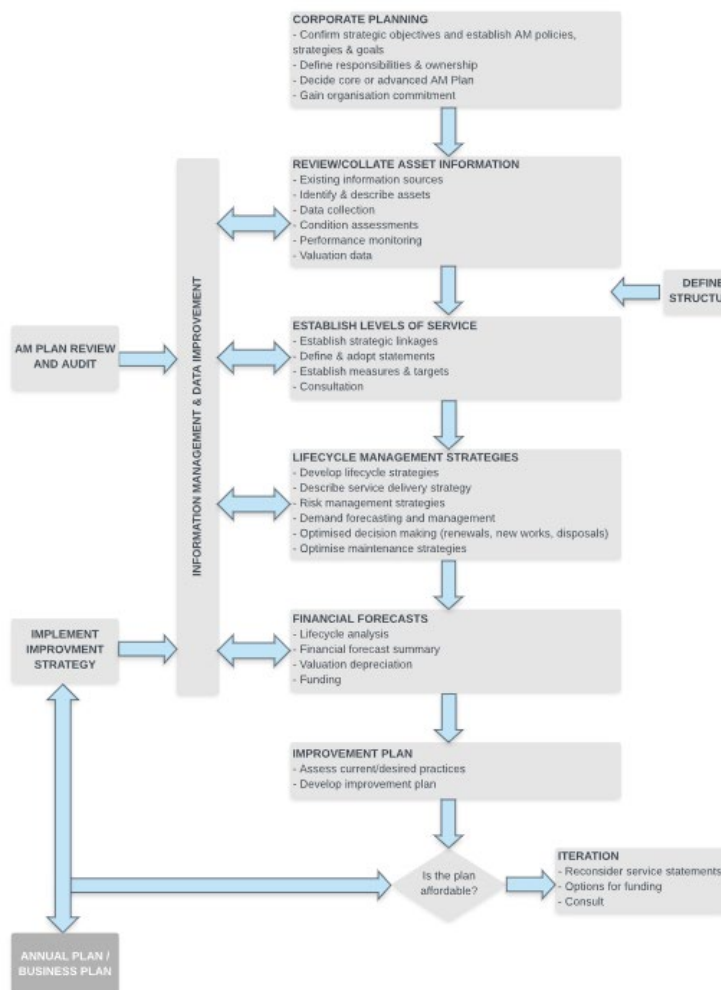 CORPORATE PLANNING
- Confirm strategic objectives and establish AM policies,
strategies & goals
- Define responsibilities & ownership
- Decide core or advanced AM Plan
- Gain organisation commitment
REVIEW/COLLATE ASSET INFORMATION
- Existing information sources
- Identify & describe assets
- Data collection
- Condition assessments
- Performance monitoring
- Valuation data
DEFINE
STRUCTU
INFORMATION MANAGEMENT & DATA IMPROVEMENT
AM PLAN REVIEW
AND AUDIT
ESTABLISH LEVELS OF SERVICE
- Establish strategic linkages
- Define & adopt statements
- Establish measures & targets
- Consultation
LIFECYCLE MANAGEMENT STRATEGIES
- Develop lifecycle strategies
- Describe service delivery strategy
- Risk management strategies
- Demand forecasting and management
- Optimised decision making (renewals, new works, disposals)
- Optimise maintenance strategies
IMPLEMENT
IMPROVMENT
STRATEGY
FINANCIAL FORECASTS
- Lifecycle analysis
- Financial forecast summary
- Valuation depreciation
- Funding
IMPROVEMENT PLAN
- Assess current/desired practices
- Develop improvement plan
Is the plan
affordable?
ITERATION
- Reconsider service statements
- Options for funding
- Consult
ANNUAL PLAN /
BUSINESS PLAN